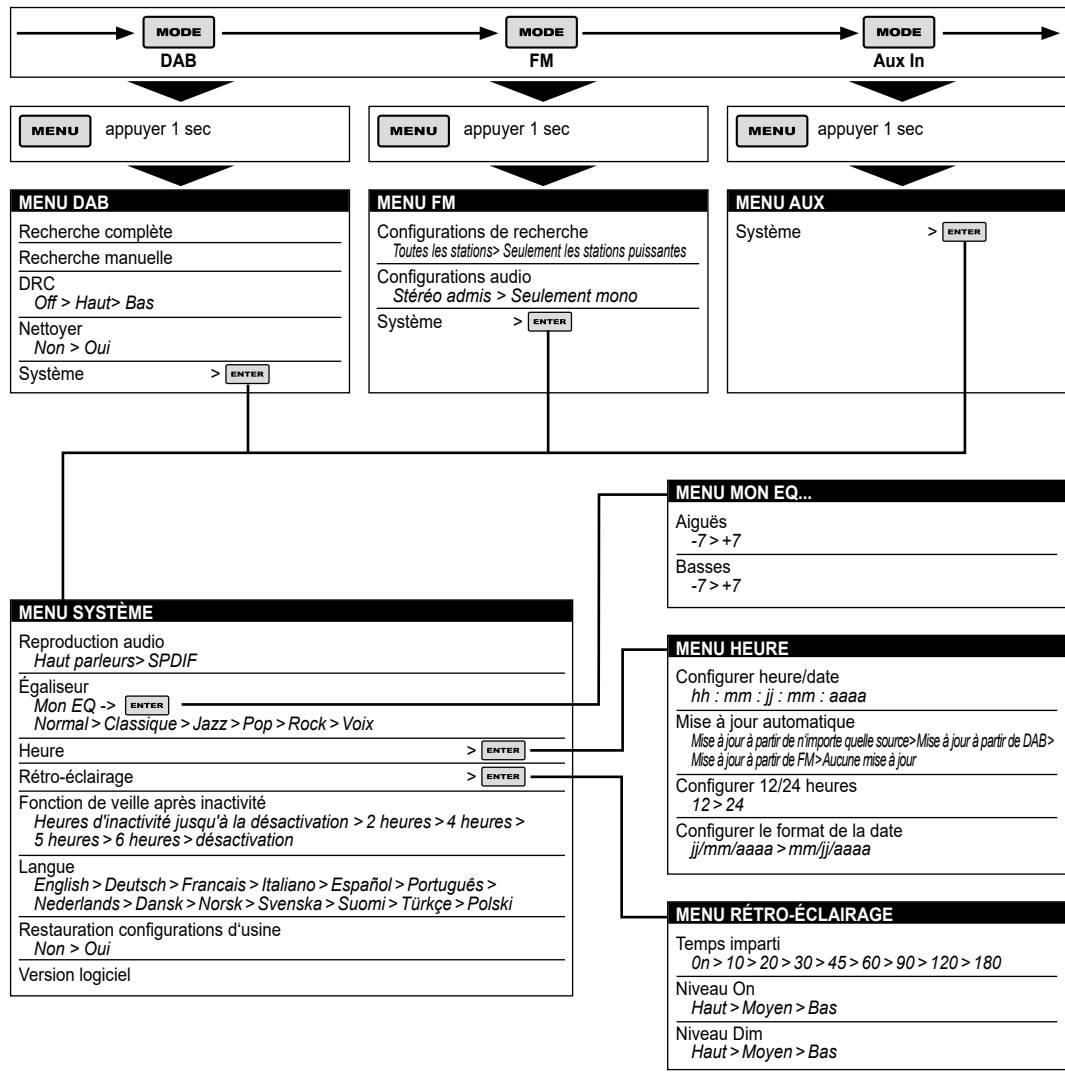 MODE
DAB
MODE
FM
MODE
Aux In
MENU appuyer 1 sec
MENU appuyer 1 sec
MENU appuyer 1 sec
MENU DAB
Recherche complète
Recherche manuelle
DRC
Off > Haut> Bas
Nettoyer
Non > Oui
Système > ENTER
MENU FM
Configurations de recherche
Toutes les stations> Seulement les stations puissantes
Configurations audio
Stéréo admis > Seulement mono
Système > ENTER
MENU AUX
Système > ENTER
MENU MON EQ...
Aiguës
-7 > +7
Basses
-7 > +7
MENU SYSTÈME
Reproduction audio
Haut parleurs> SPDIF
Égaliseur
Mon EQ -> ENTER
Normal > Classique > Jazz > Pop > Rock > Voix
Heure > ENTER
Rétro-éclairage > ENTER
Fonction de veille après inactivité
Heures d'inactivité jusqu'à la désactivation > 2 heures > 4 heures >
5 heures > 6 heures > désactivation
Langue
English > Deutsch > Francais > Italiano > Español > Português >
Nederlands > Dansk > Norsk > Svenska > Suomi > Türkçe > Polski
Restauration configurations d‘usine
Non > Oui
Version logiciel
MENU HEURE
Configurer heure/date
hh : mm : jj : mm : aaaa
Mise à jour automatique
Mise à jour à partir de n‘importe quelle source> Mise à jour à partir de DAB>
Mise à jour à partir de FM> Aucune mise à jour
Configurer 12/24 heures
12 > 24
Configurer le format de la date
jj/mm/aaaa > mm/jj/aaaa
MENU RÉTRO-ÉCLAIRAGE
Temps imparti
0n > 10 > 20 > 30 > 45 > 60 > 90 > 120 > 180
Niveau On
Haut > Moyen > Bas
Niveau Dim
Haut > Moyen > Bas